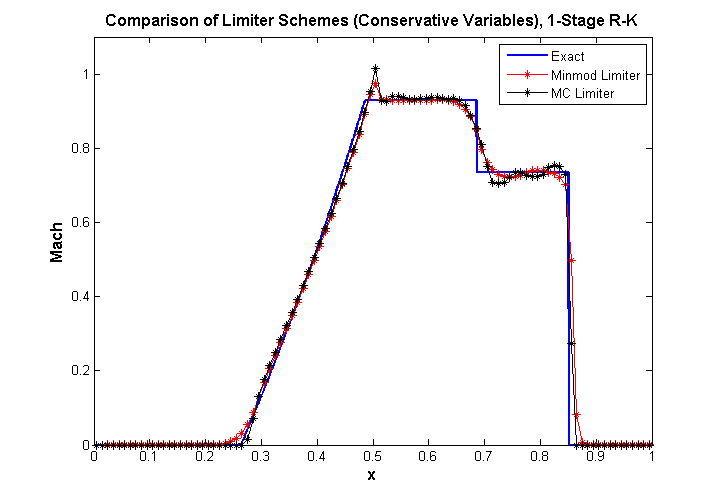 Comparison of Limiter Schemes (Conservative Variables), 1-Stage R-K
Exact
Minmod Limiter
MC Limiter
1
0.8
0.6
0.4
0.2
0
Mach
0 0.1 0.2 0.3 0.4 0.5 0.6 0.7 0.8 0.9 1
x